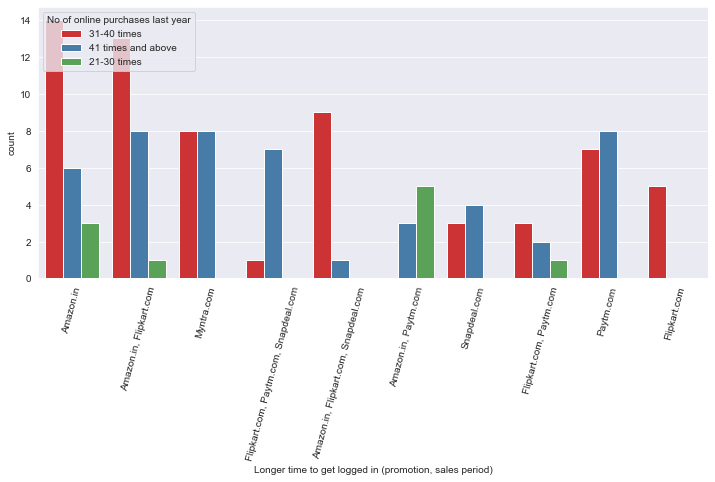 No of online purchases last year
31-40 times
41 times and above
21-30 times
14
12
10
8
6
4
2
0
count
Amazon.in
Amazon.in, Flipkart.com
Myntra.com
Flipkart.com, Paytm.com, Snapdeal.com
Amazon.in, Flipkart.com, Snapdeal.com
Amazon.in, Paytm.com
Snapdeal.com
Flipkart.com, Paytm.com
Paytm.com
Flipkart.com
Longer time to get logged in (promotion, sales period)